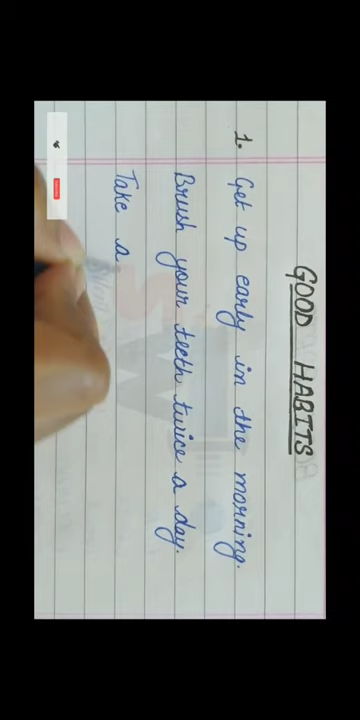 GOOD HABITS
1. Get up early in the morning.
Brush your teeth twice a day.
Take a